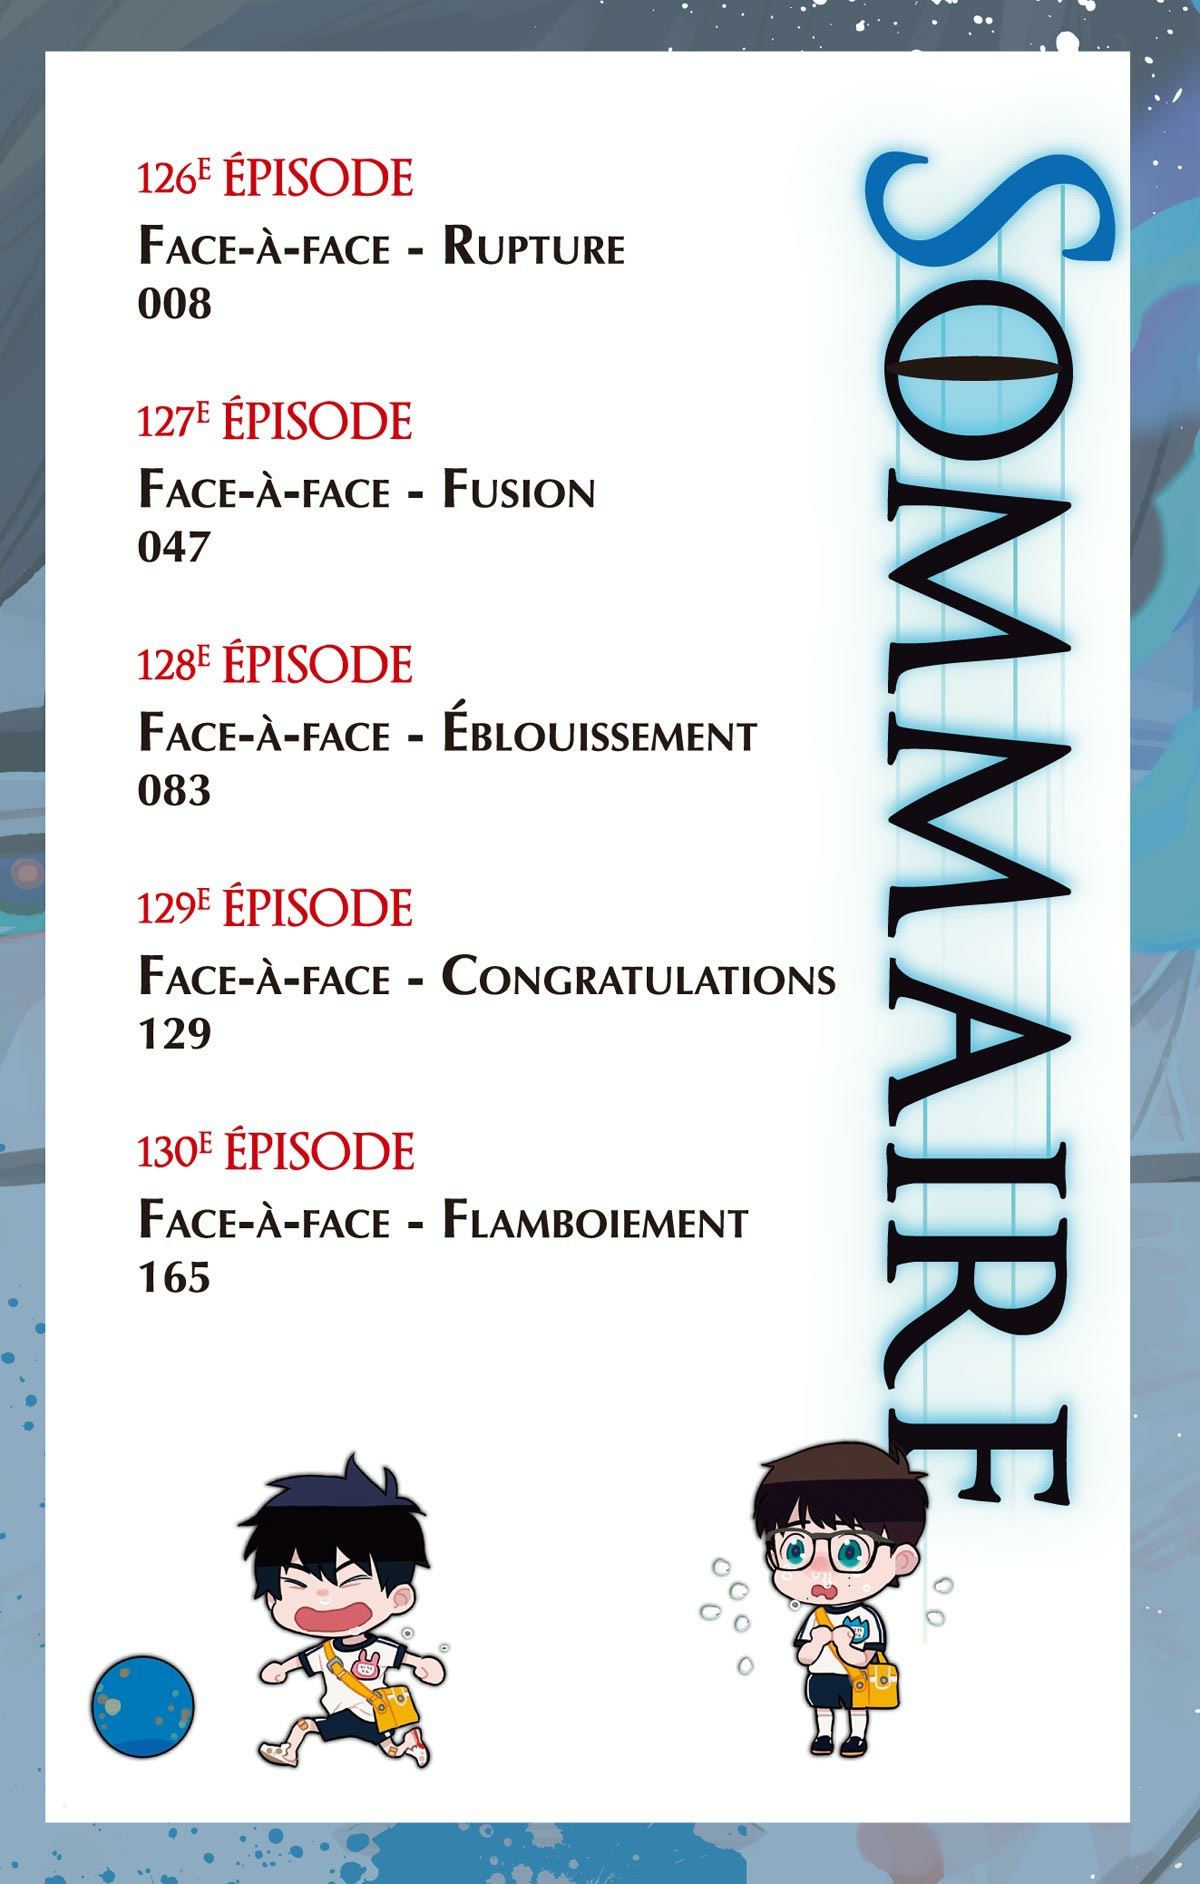 SOMMAIRE
126E ÉPISODE
FACE-À-FACE - RUPTURE
008
127E ÉPISODE
FACE-À-FACE - FUSION
047
128E ÉPISODE
FACE-À-FACE - ÉBLOUISSEMENT
083
129E ÉPISODE
FACE-À-FACE - CONGRATULATIONS
129
130E ÉPISODE
FACE-À-FACE - FLAMBOIEMENT
165